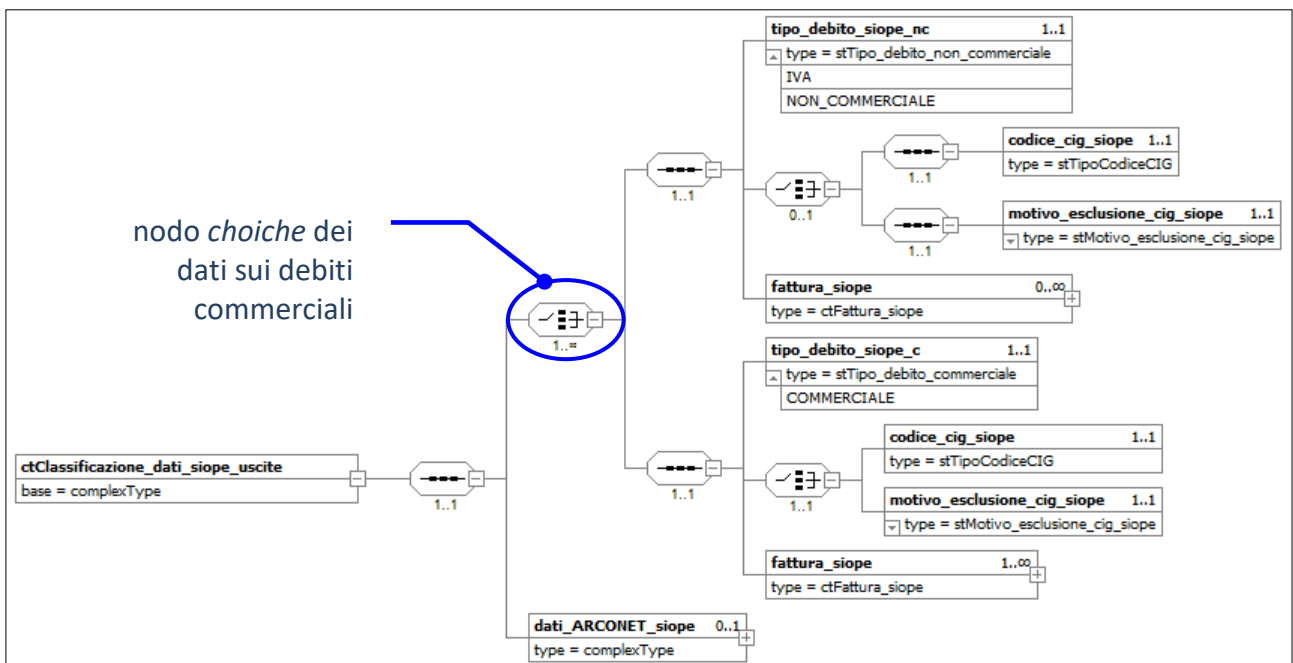 tipo_debito_siope_nc 1..1
type = stTipo_debito_non_commerciale
IVA
NON_COMMERCIALE
1..1
0..1
1..1
codice_cig_siope 1..1
type = stTipoCodiceCIG
1..1
motivo_esclusione_cig_siope 1..1
type = stMotivo_esclusione_cig_siope
fattura_siope 0..∞
type = ctFattura_siope
nodo choiche dei
dati sui debiti
commerciali
1..∞
tipo_debito_siope_c 1..1
type = stTipo_debito_commerciale
COMMERCIALE
1..1
1..1
codice_cig_siope 1..1
type = stTipoCodiceCIG
motivo_esclusione_cig_siope 1..1
type = stMotivo_esclusione_cig_siope
fattura_siope 1..∞
type = ctFattura_siope
ctClassificazione_dati_siope_uscite
base = complexType
1..1
dati_ARCONET_siope 0..1
type = complexType